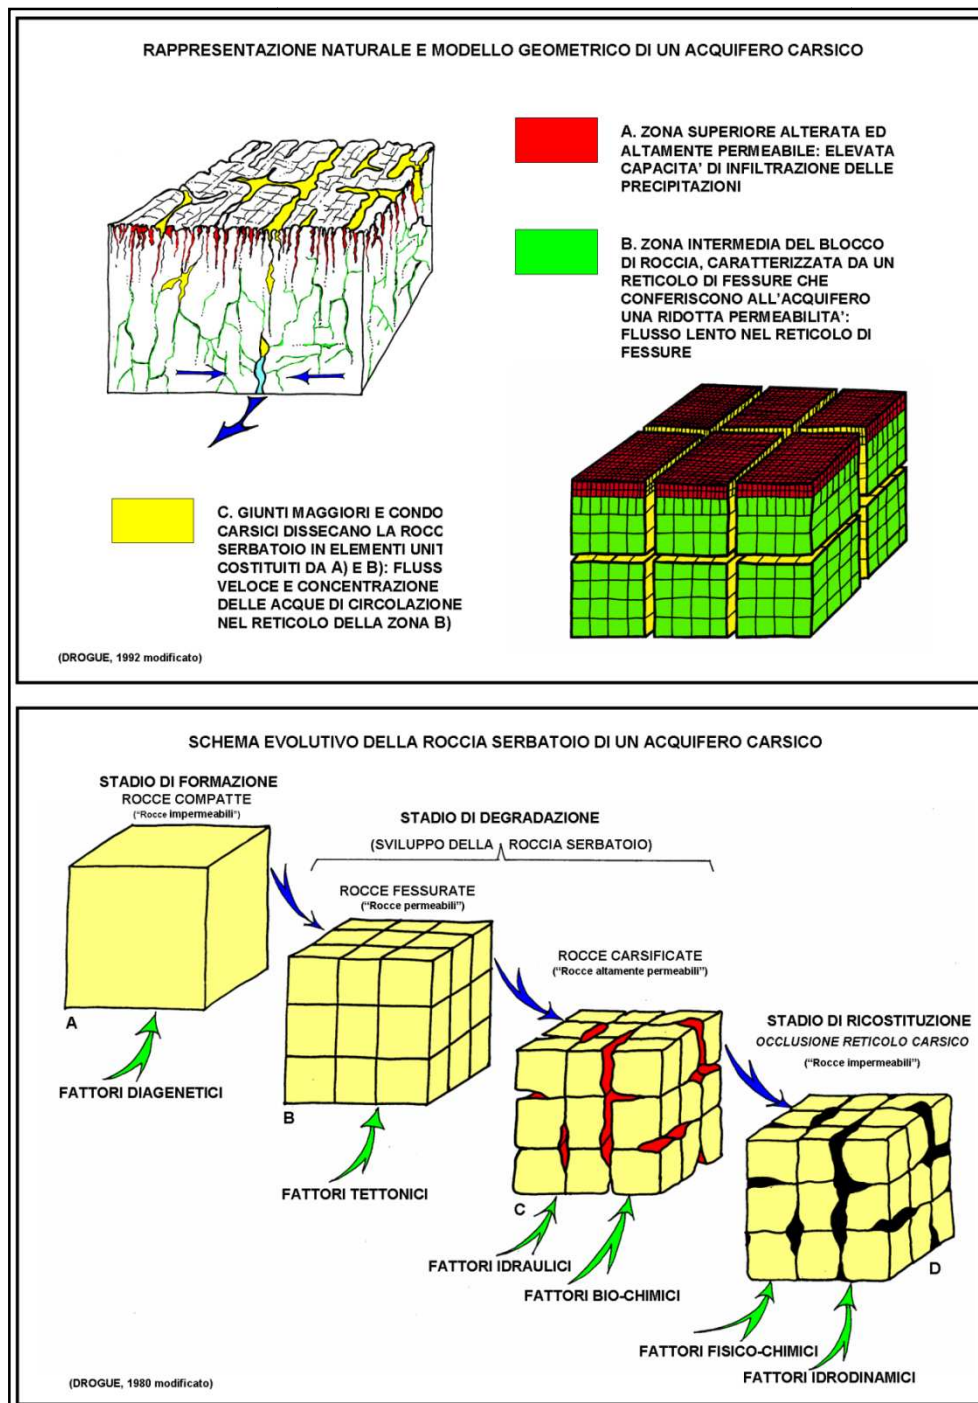 RAPPRESENTAZIONE NATURALE E MODELLO GEOMETRICO DI UN ACQUIFERO CARSICO
A. ZONA SUPERIORE ALTERATA ED
ALTAMENTE PERMEABILE: ELEVATA
CAPACITA' DI INFILTRAZIONE DELLE
PRECIPITAZIONI
B. ZONA INTERMEDIA DEL BLOCCO
DI ROCCIA, CARATTERIZZATA DA UN
RETICOLO DI FESSURE CHE
CONFERISCONO ALL'ACQUIFERO
UNA RIDOTTA PERMEABILITA':
FLUSSO LENTO NEL RETICOLO DI
FESSURE
C. GIUNTI MAGGIORI E CONDO
CARSICI DISSECANO LA ROCC
SERBATOIO IN ELEMENTI UNIT
COSTITUITI DA A) E B): FLUSS
VELOCE E CONCENTRAZIONE
DELLE ACQUE DI CIRCOLAZIONE
NEL RETICOLO DELLA ZONA B)
(DROGUE, 1992 modificato)
SCHEMA EVOLUTIVO DELLA ROCCIA SERBATOIO DI UN ACQUIFERO CARSICO
STADIO DI FORMAZIONE
ROCCE COMPATTE
("Rocce impermeabili")
STADIO DI DEGRADAZIONE
(SVILUPPO DELLA ROCCIA SERBATOIO)
ROCCE FESSURATE
("Rocce permeabili")
ROCCE CARSIFICATE
("Rocce altamente permeabili")
STADIO DI RICOSTITUZIONE
OCCLUSIONE RETICOLO CARSICO
("Rocce impermeabili")
A
FATTORI DIAGENETICI
B
FATTORI TETTONICI
C
FATTORI IDRAULICI
FATTORI BIO-CHIMICI
D
FATTORI FISICO-CHIMICI
FATTORI IDRODINAMICI
(DROGUE, 1980 modificato)